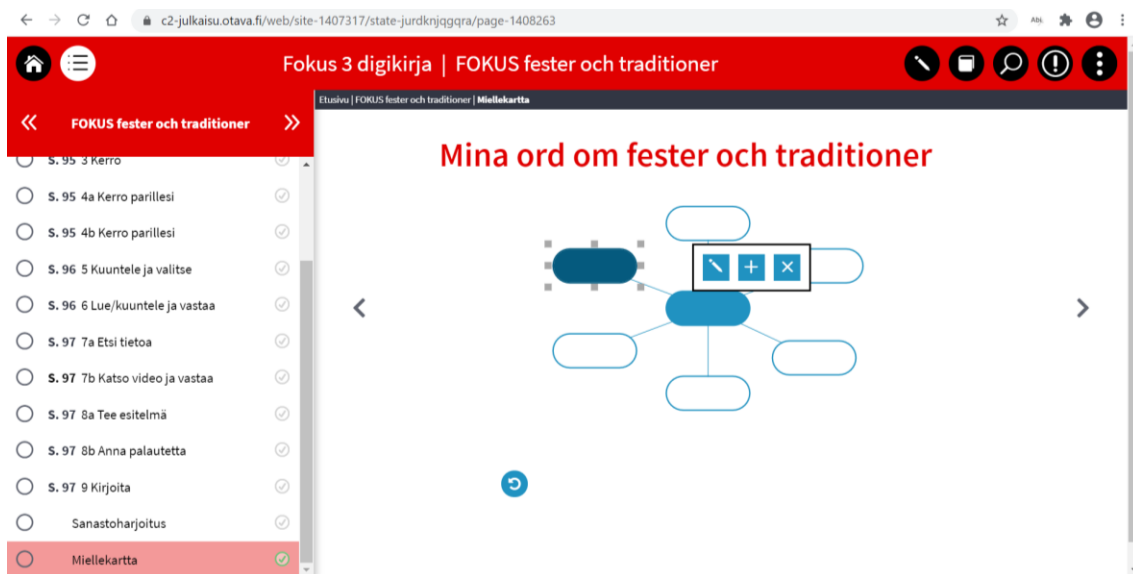 c2-julkaisu.otava.fi/web/site-1407317/state-jurdknjqgqra/page-1408263
Fokus 3 digikirja | FOKUS fester och traditioner
Etusivu | FOKUS fester och traditioner | Miellekartta
FOKUS fester och traditioner
S. 95 3 Kerro
S. 95 4a Kerro parillesi
S. 95 4b Kerro parillesi
S. 96 5 Kuuntele ja valitse
S. 96 6 Lue/kuuntele ja vastaa
S. 97 7a Etsi tietoa
S. 97 7b Katso video ja vastaa
S. 97 8a Tee esitelmä
S. 97 8b Anna palautetta
S. 97 9 Kirjoita
Sanastoharjoitus
Miellekartta
Mina ord om fester och traditioner